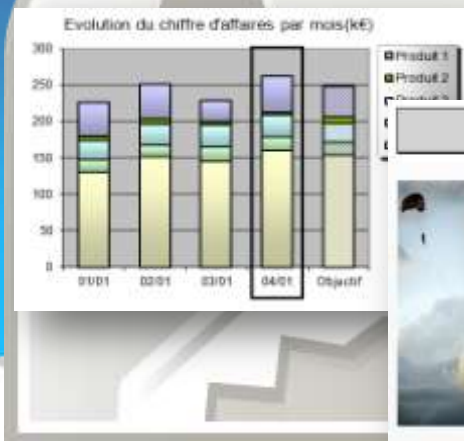 Evolution du chiffre d'affaires par mois(k€)
300
250
200
150
100
50
0
01/01 02/01 03/01 04/01 Objectif
Produit 1
Produit 2